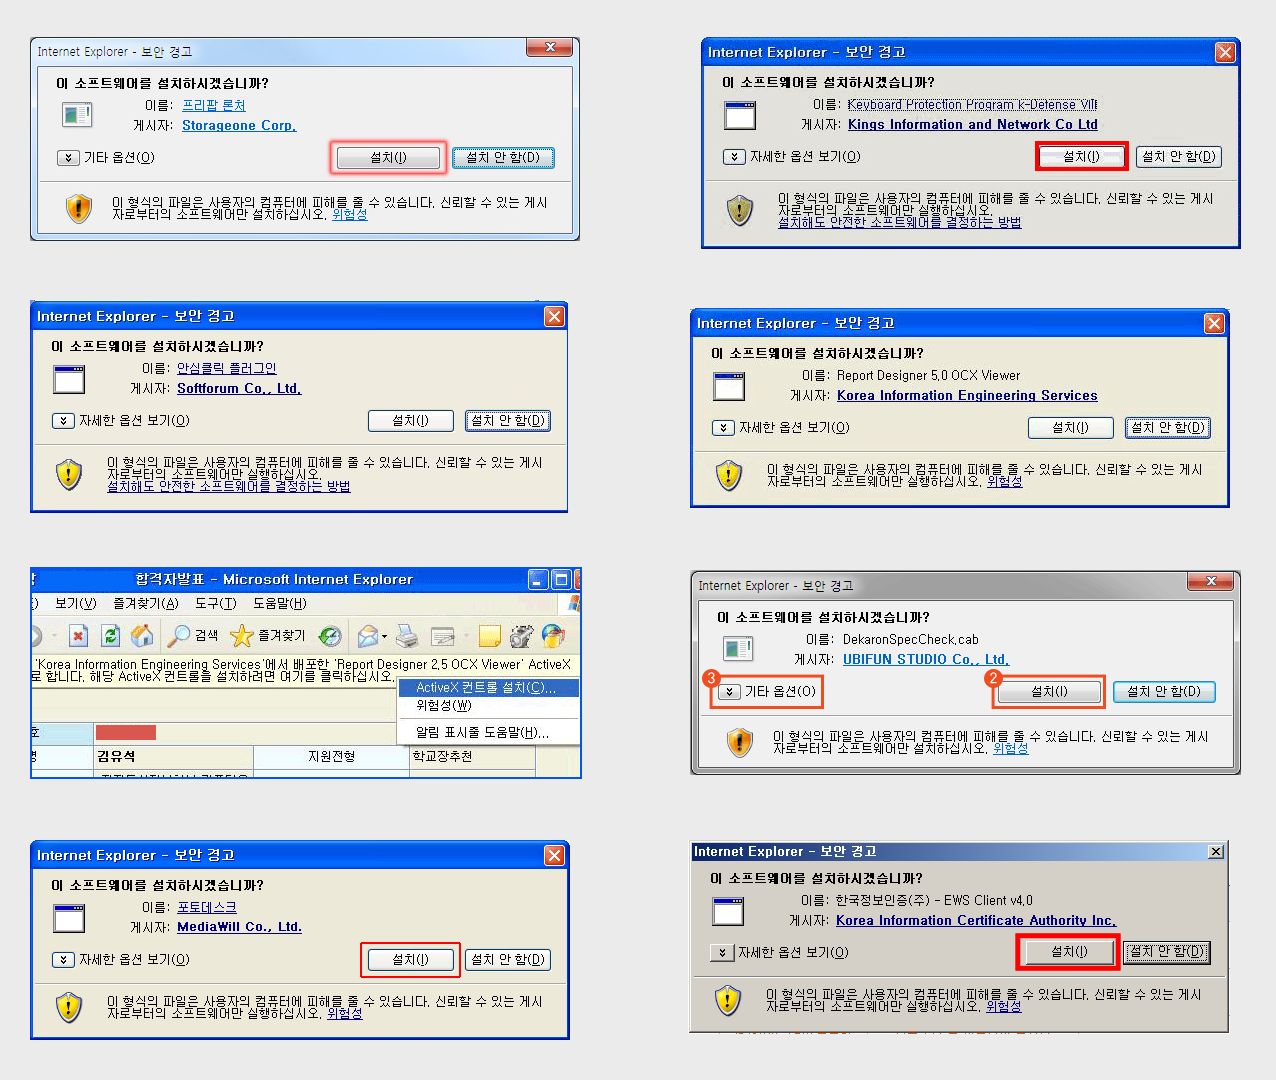 Internet Explorer - 보안 경고
이 소프트웨어를 설치하시겠습니까?
이름: 프리팝 론처
게시자: Storageone Corp.
기타 옵션(O)
설치(I)
설치 안 함(D)
이 형식의 파일은 사용자의 컴퓨터에 피해를 줄 수 있습니다. 신뢰할 수 있는 게시
자로부터의 소프트웨어만 설치하십시오. 위험성
Internet Explorer - 보안 경고
이 소프트웨어를 설치하시겠습니까?
이름: Keyboard Protection Program K-Defense VIII
게시자: Kings Information and Network Co Ltd
자세한 옵션 보기(O)
설치(I)
설치 안 함(D)
이 형식의 파일은 사용자의 컴퓨터에 피해를 줄 수 있습니다. 신뢰할 수 있는 게시
자로부터의 소프트웨어만 실행하십시오.
설치해도 안전한 소프트웨어를 결정하는 방법
Internet Explorer - 보안 경고
이 소프트웨어를 설치하시겠습니까?
이름: 안심클릭 플러그인
게시자: Softforum Co., Ltd.
자세한 옵션 보기(O)
설치(I)
설치 안 함(D)
이 형식의 파일은 사용자의 컴퓨터에 피해를 줄 수 있습니다. 신뢰할 수 있는 게시
자로부터의 소프트웨어만 실행하십시오.
설치해도 안전한 소프트웨어를 결정하는 방법
Internet Explorer - 보안 경고
이 소프트웨어를 설치하시겠습니까?
이름: Report Designer 5,0 OCX Viewer
게시자: Korea Information Engineering Services
자세한 옵션 보기(O)
설치(I)
설치 안 함(D)
이 형식의 파일은 사용자의 컴퓨터에 피해를 줄 수 있습니다. 신뢰할 수 있는 게시
자로부터의 소프트웨어만 실행하십시오. 위험성
합격자발표 - Microsoft Internet Explorer
보기(V) 즐겨찾기(A) 도구(T) 도움말(H)
검색 즐겨찾기
'Korea Information Engineering Services'에서 배포한 'Report Designer 2,5 OCX Viewer' ActiveX
로 합니다. 해당 ActiveX 컨트롤을 설치하려면 여기를 클릭하십시오.
ActiveX 컨트롤 설치(C)...
위험성(W)
알림 표시줄 도움말(H)...
호
명 김유석 지원전형 학교장추천
Internet Explorer - 보안 경고
이 소프트웨어를 설치하시겠습니까?
이름: DekaronSpecCheck.cab
게시자: UBIFUN STUDIO Co., Ltd.
3
기타 옵션(O)
2
설치(I)
설치 안 함(D)
이 형식의 파일은 사용자의 컴퓨터에 피해를 줄 수 있습니다. 신뢰할 수 있는 게시
자로부터의 소프트웨어만 설치하십시오. 위험성
Internet Explorer - 보안 경고
이 소프트웨어를 설치하시겠습니까?
이름: 포토데스크
게시자: MediaWill Co., Ltd.
자세한 옵션 보기(O)
설치(I)
설치 안 함(D)
이 형식의 파일은 사용자의 컴퓨터에 피해를 줄 수 있습니다. 신뢰할 수 있는 게시
자로부터의 소프트웨어만 실행하십시오. 위험성
Internet Explorer - 보안 경고
이 소프트웨어를 설치하시겠습니까?
이름: 한국정보인증(주) - EWS Client v4,0
게시자: Korea Information Certificate Authority Inc.
자세한 옵션 보기(O)
설치(I)
설치 안 함(D)
이 형식의 파일은 사용자의 컴퓨터에 피해를 줄 수 있습니다. 신뢰할 수 있는 게시
자로부터의 소프트웨어만 실행하십시오. 위험성